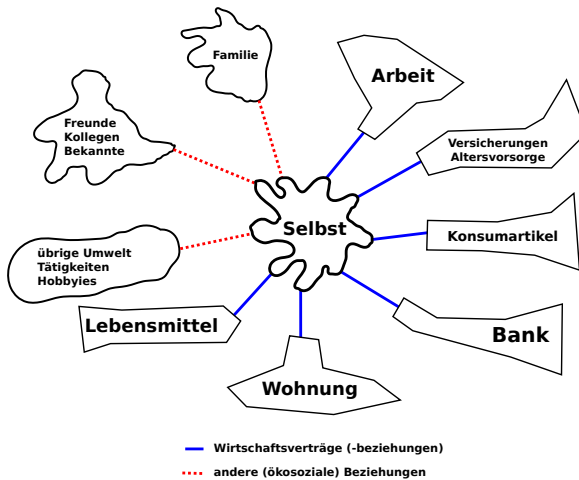 Familie
Arbeit
Freunde
Kollegen
Bekannte
Versicherungen
Altersvorsorge
Selbst
Konsumartikel
übrige Umwelt
Tätigkeiten
Hobbyies
Lebensmittel
Bank
Wohnung
Wirtschaftsverträge (-beziehungen)
andere (ökosoziale) Beziehungen